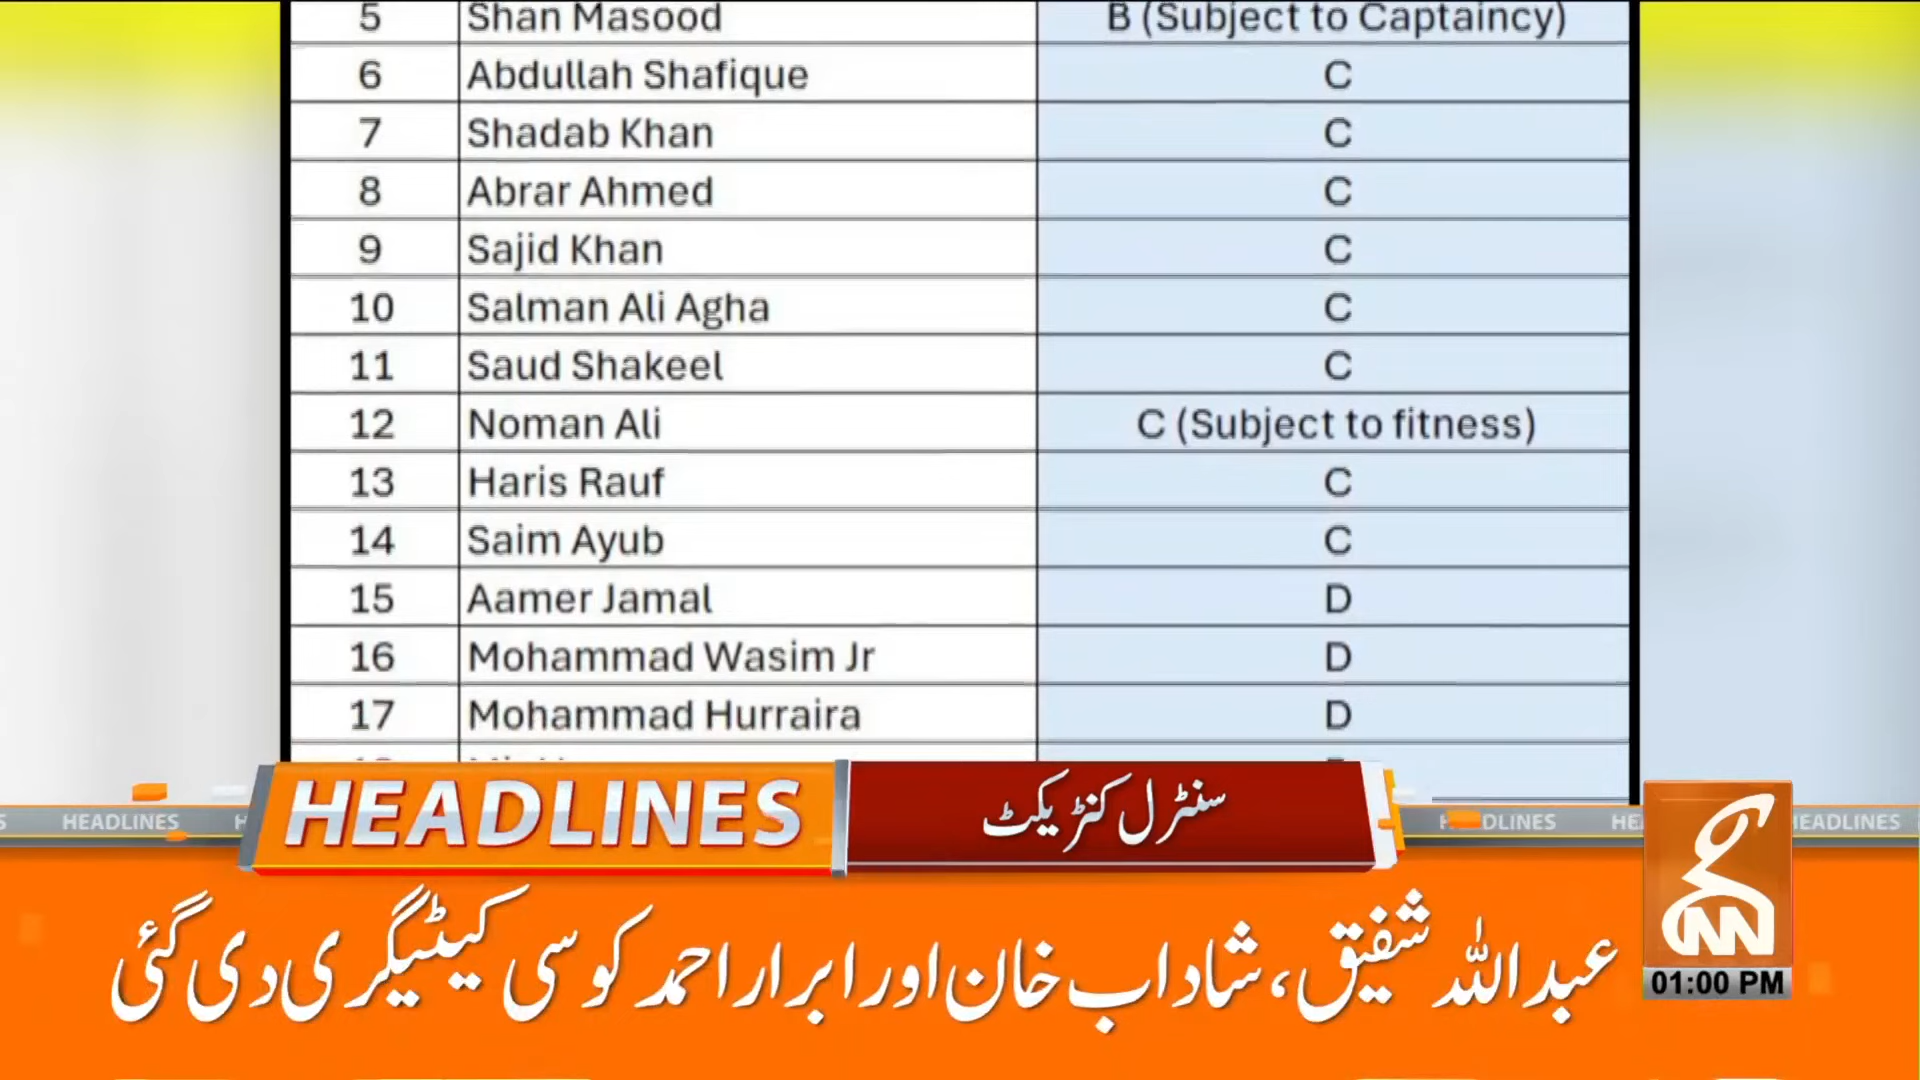 5 Shan Masood B (Subject to Captaincy)
6 Abdullah Shafique C
7 Shadab Khan C
8 Abrar Ahmed C
9 Sajid Khan C
10 Salman Ali Agha C
11 Saud Shakeel C
12 Noman Ali C (Subject to fitness)
13 Haris Rauf C
14 Saim Ayub C
15 Aamer Jamal D
16 Mohammad Wasim Jr D
17 Mohammad Hurraira D
HEADLINES سنٹرل کنٹریکٹ
HEADLINES
HEADLINES
عبداللہ شفیق، شاداب خان اور ابرار احمد کو سی کیٹیگری دی گئی
GNN
01:00 PM